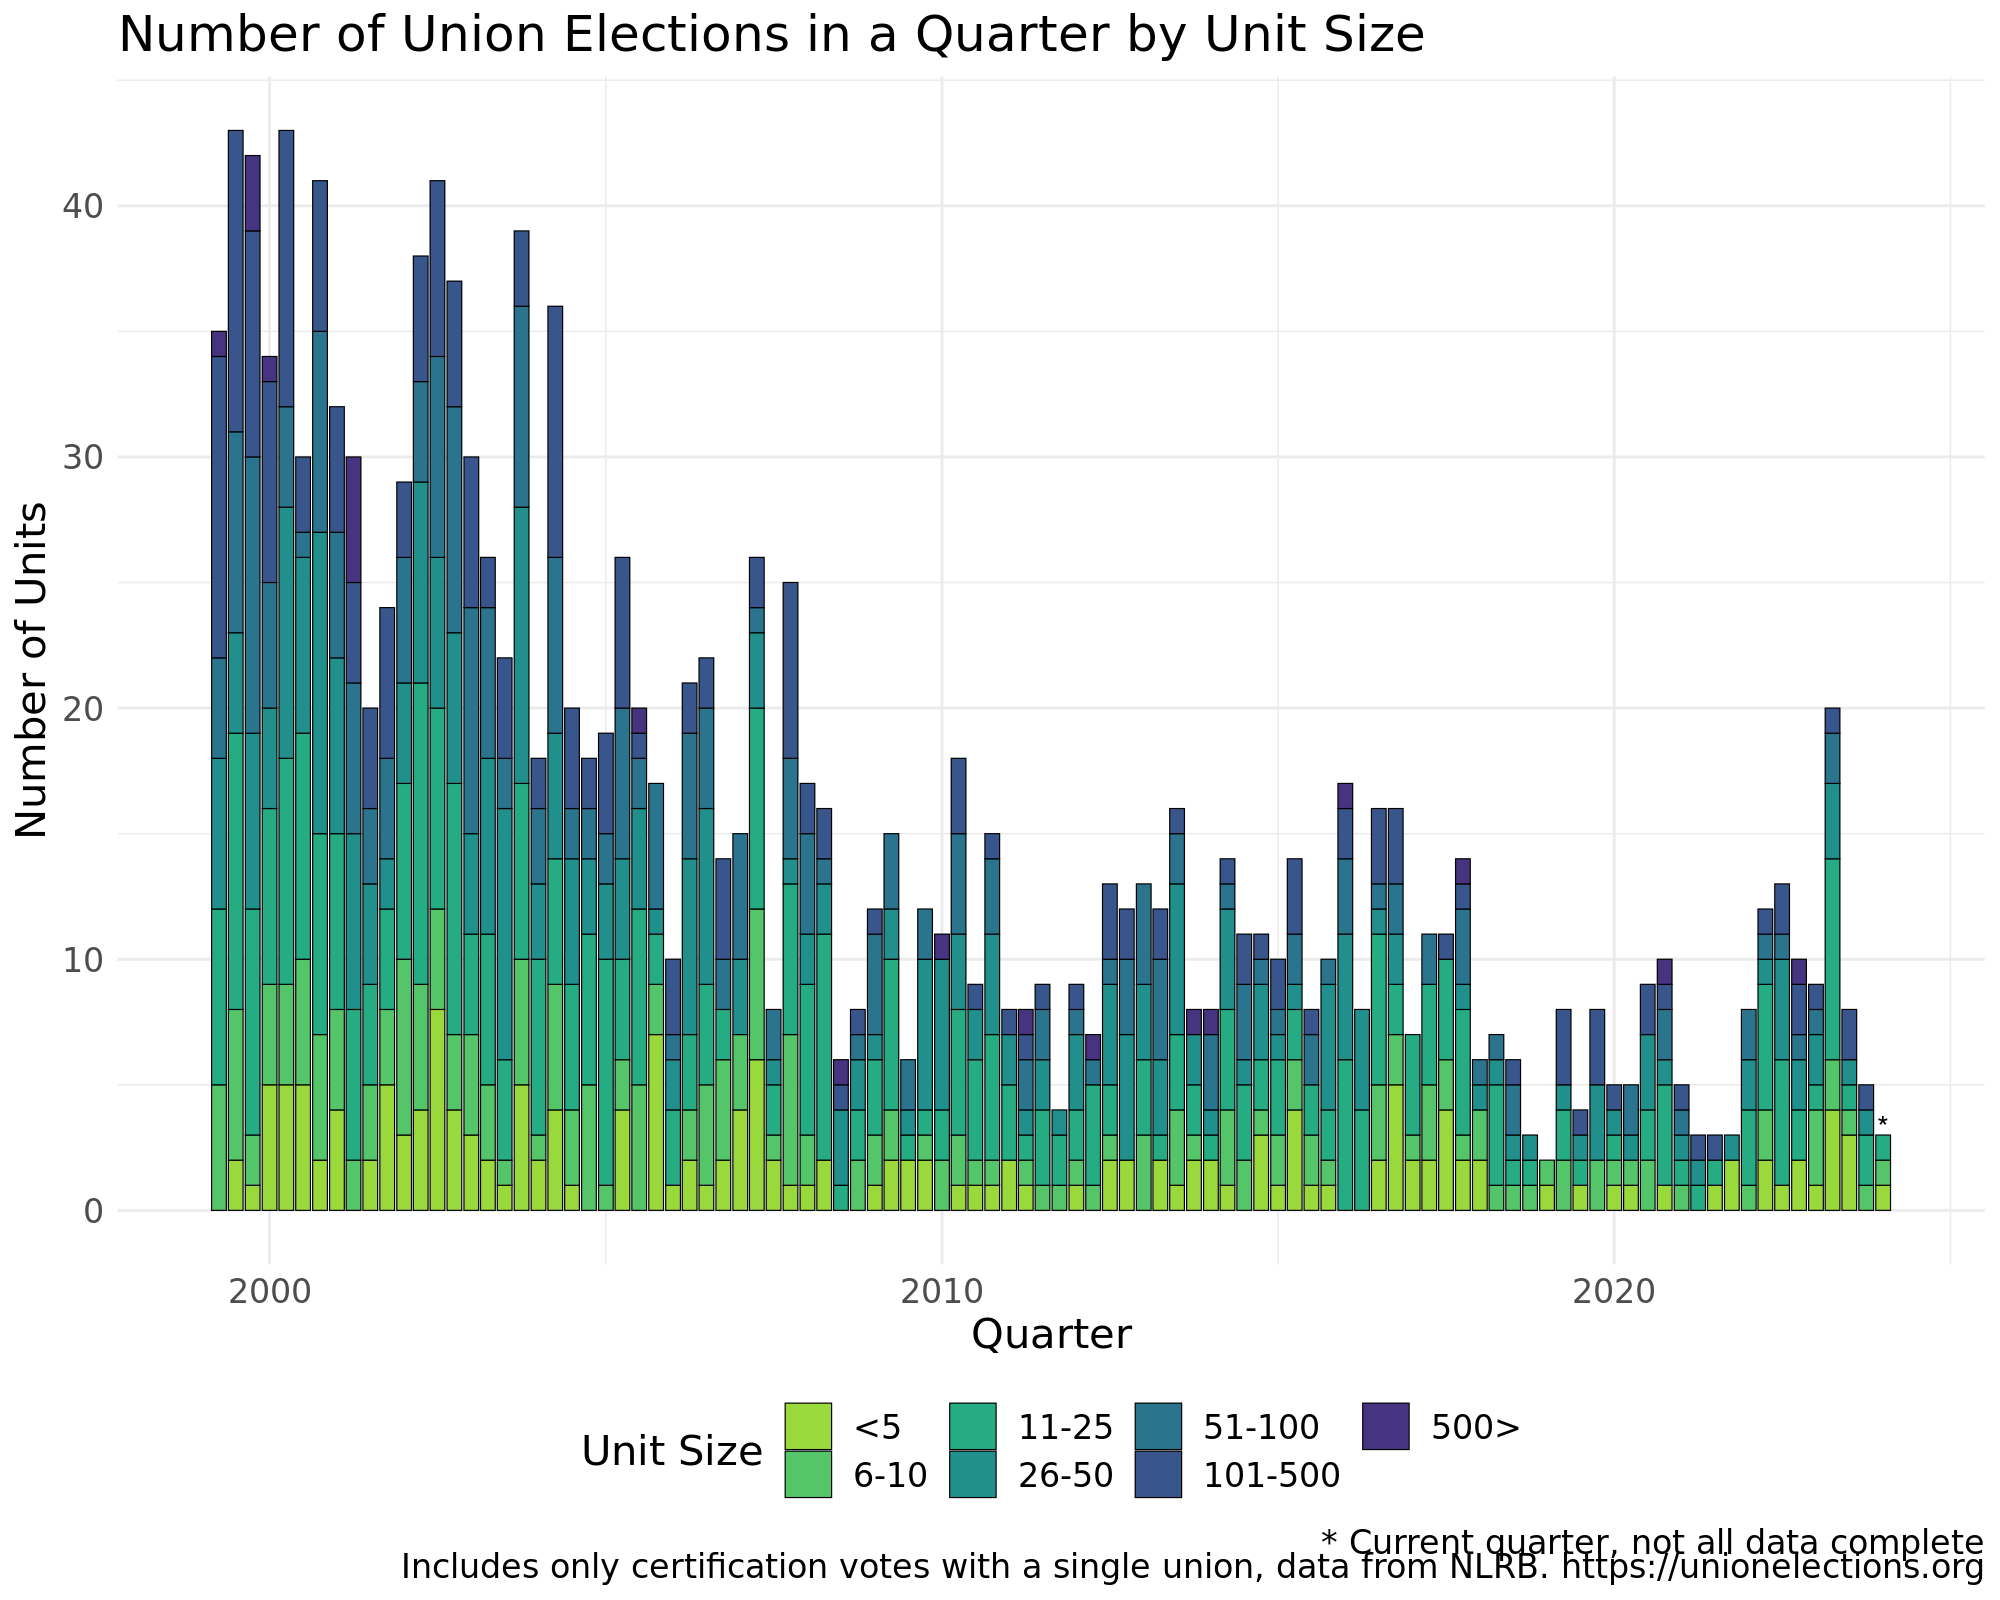 Number of Union Elections in a Quarter by Unit Size
Number of Units
40
30
20
10
0
*
2000 2010 2020
Quarter
Unit Size
<5 11-25 51-100 500>
6-10 26-50 101-500
* Current quarter, not all data complete
Includes only certification votes with a single union, data from NLRB. https://unionelections.org